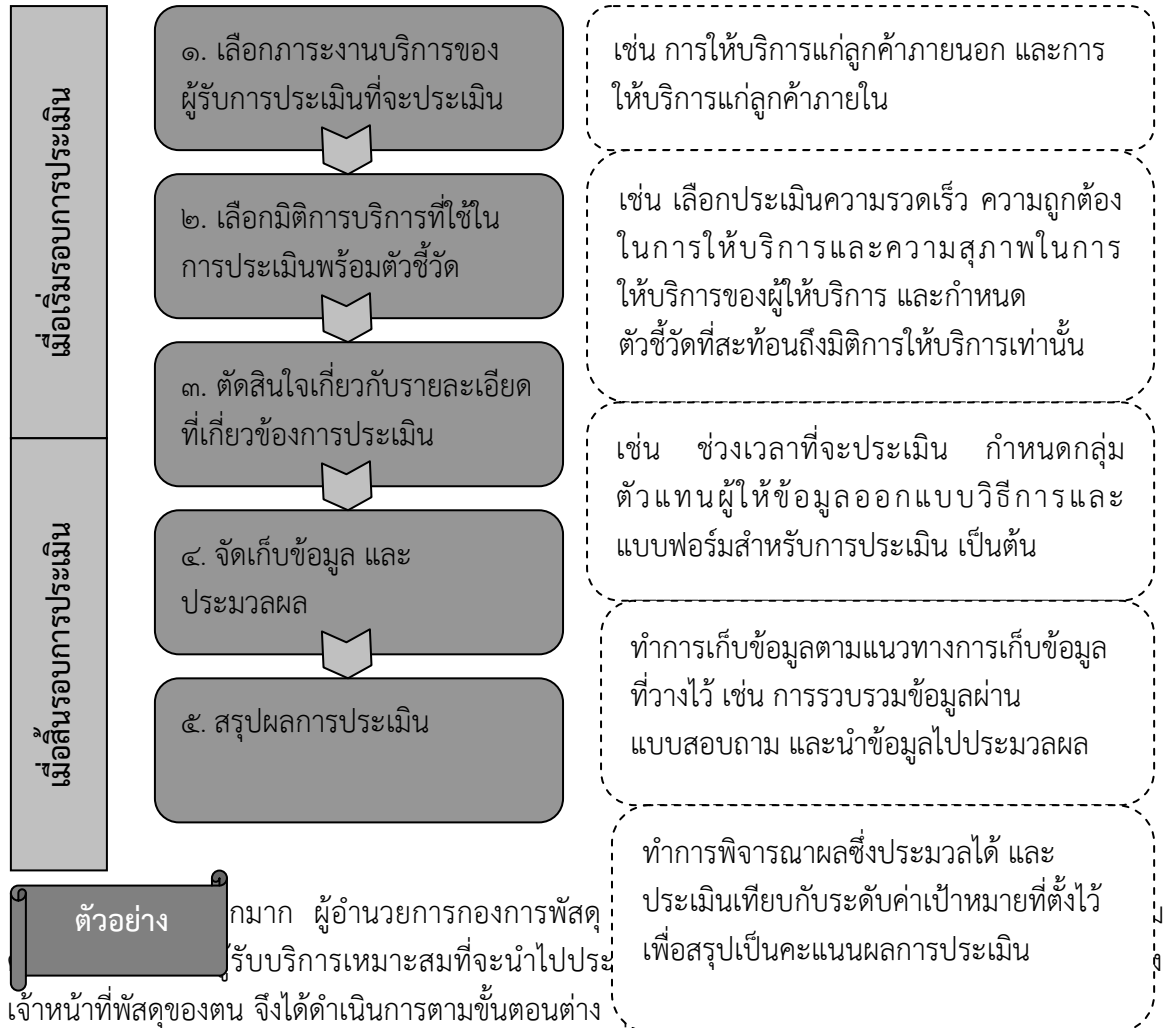 เมื่อเริ่มรอบการประเมิน
๑. เลือกภาระงานบริการของ
ผู้รับการประเมินที่จะประเมิน
เช่น การให้บริการแก่ลูกค้าภายนอก และการ
ให้บริการแก่ลูกค้าภายใน
๒. เลือกมิติการบริการที่ใช้ใน
การประเมินพร้อมตัวชี้วัด
เช่น เลือกประเมินความรวดเร็ว ความถูกต้อง
ในการให้บริการและความสุภาพในการ
ให้บริการของผู้ให้บริการ และกำหนด
ตัวชี้วัดที่สะท้อนถึงมิติการให้บริการเท่านั้น
๓. ตัดสินใจเกี่ยวกับรายละเอียด
ที่เกี่ยวข้องการประเมิน
เช่น ช่วงเวลาที่จะประเมิน กำหนดกลุ่ม
ตัวแทนผู้ให้ข้อมูลออกแบบวิธีการและ
แบบฟอร์มสำหรับการประเมิน เป็นต้น
เมื่อสิ้นรอบการประเมิน
๔. จัดเก็บข้อมูล และ
ประมวลผล
ทำการเก็บข้อมูลตามแนวทางการเก็บข้อมูล
ที่วางไว้ เช่น การรวบรวมข้อมูลผ่าน
แบบสอบถาม และนำข้อมูลไปประมวลผล
๕. สรุปผลการประเมิน
ทำการพิจารณาผลซึ่งประมวลได้ และ
ประเมินเทียบกับระดับค่าเป้าหมายที่ตั้งไว้
เพื่อสรุปเป็นคะแนนผลการประเมิน
ตัวอย่าง
กมาก ผู้อำนวยการกองการพัสดุ
รับบริการเหมาะสมที่จะนำไปประ
เจ้าหน้าที่พัสดุของตน จึงได้ดำเนินการตามขั้นตอนต่าง